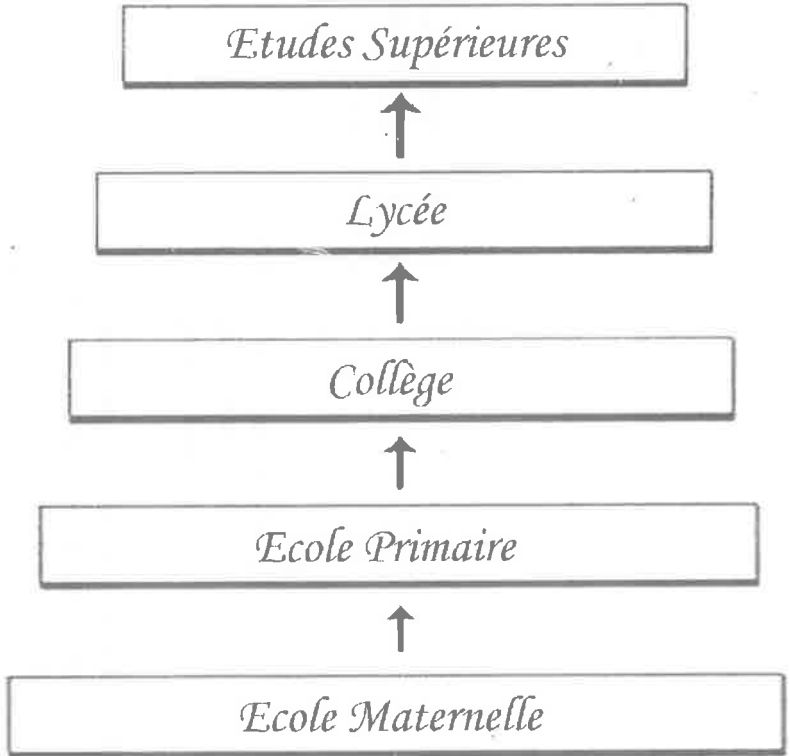 Etudes Supérieures
Lycée
Collège
Ecole Primaire
Ecole Maternelle